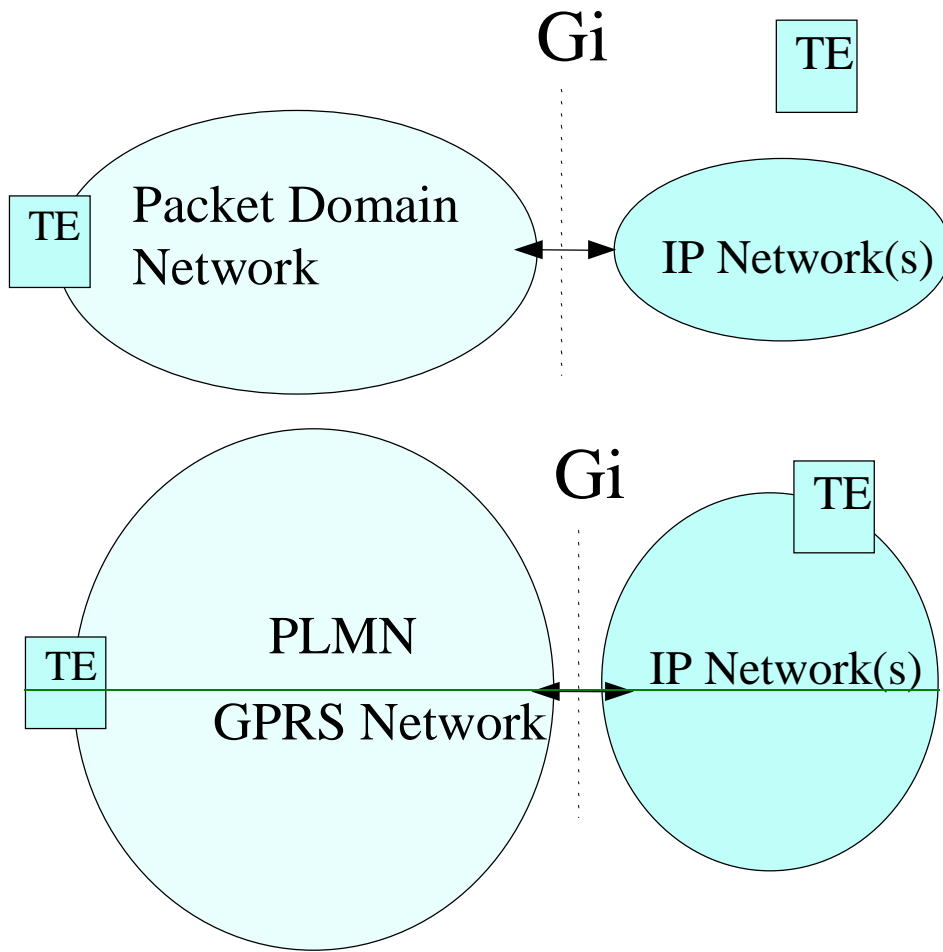 Gi
TE
TE
Packet Domain
Network
IP Network(s)
Gi
TE
PLMN
TE
IP Network(s)
GPRS Network